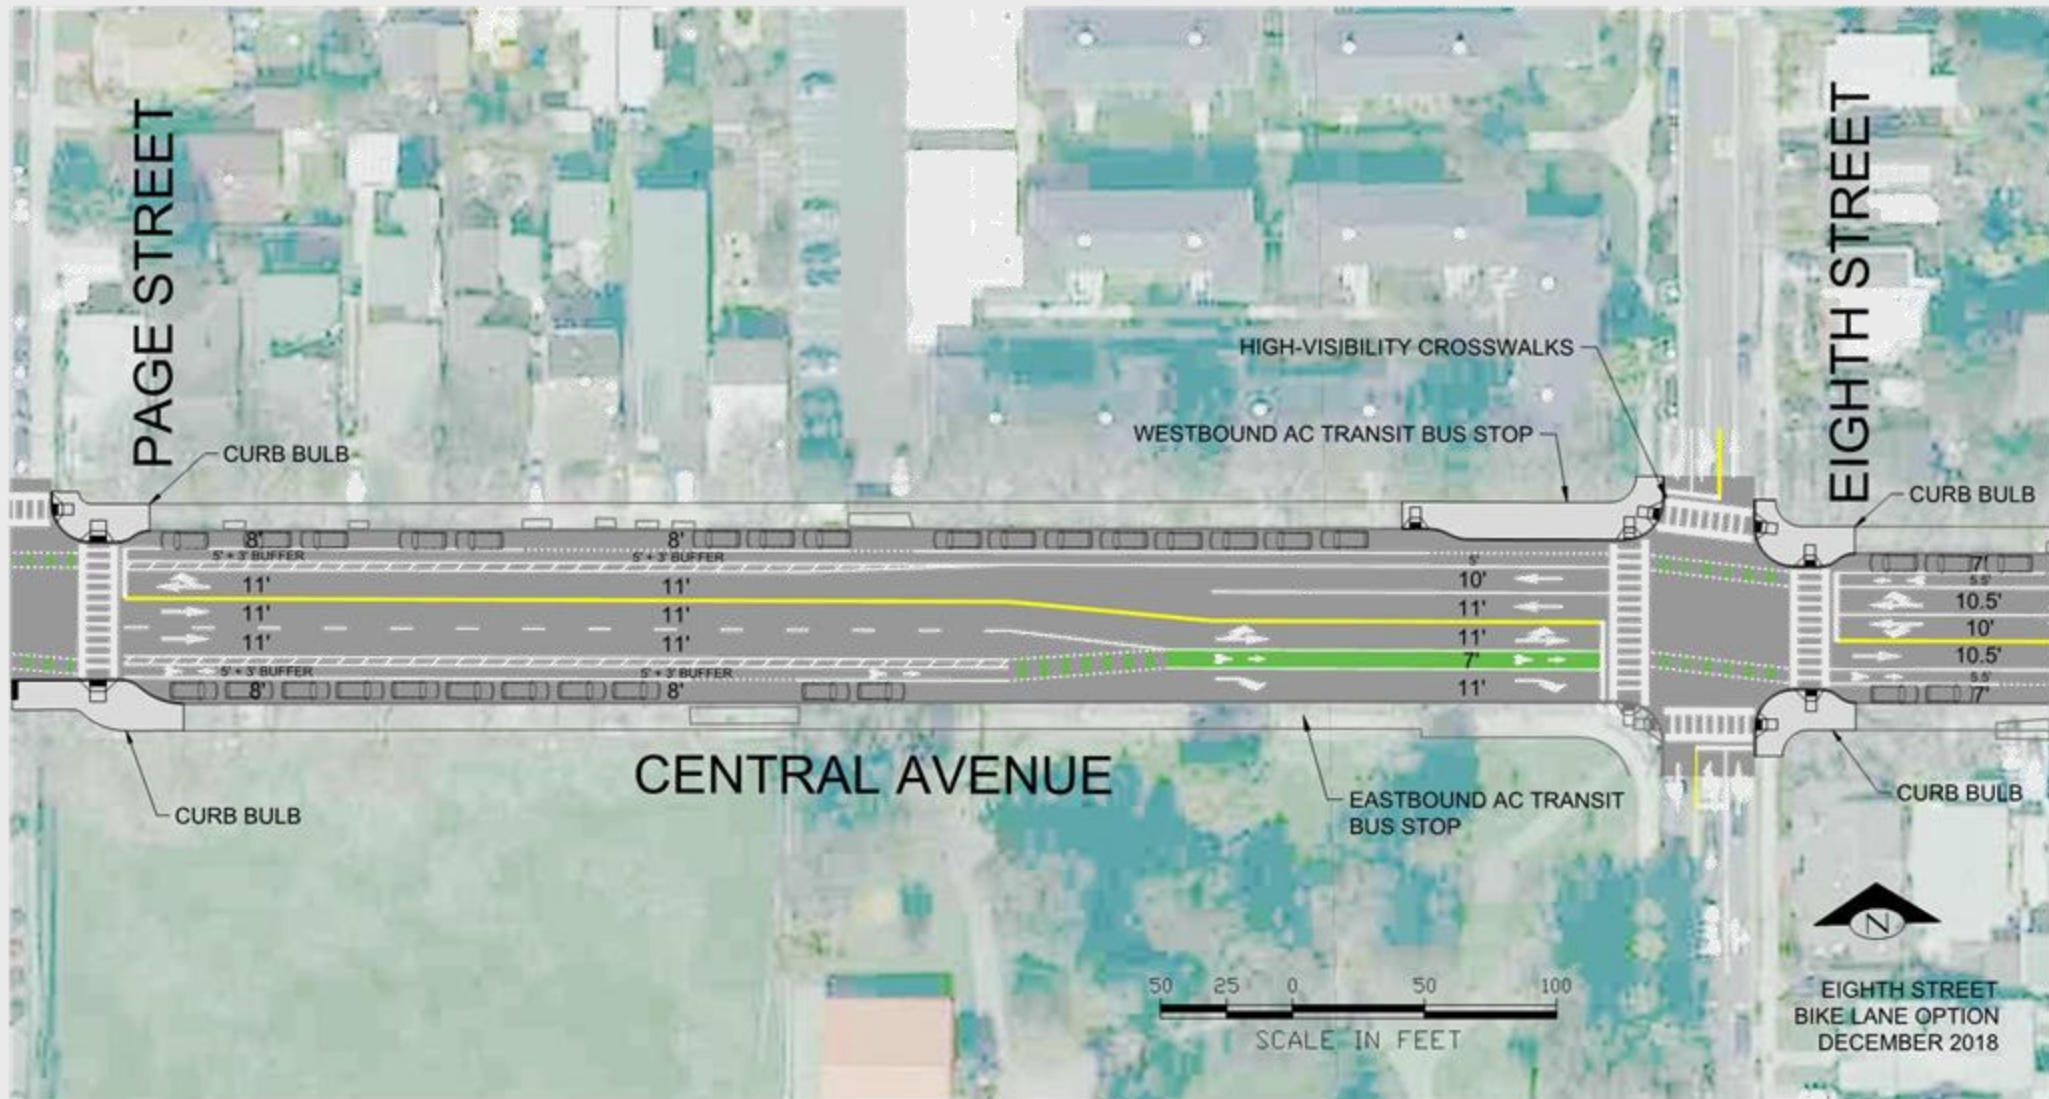 PAGE STREET
EIGHTH STREET
HIGH-VISIBILITY CROSSWALKS
WESTBOUND AC TRANSIT BUS STOP
CURB BULB
CURB BULB
8'
8'
7'
5' + 3' BUFFER
5' + 3' BUFFER
5'
5.5'
11'
11'
10'
10.5'
11'
11'
11'
10'
11'
11'
11'
10.5'
5' + 3' BUFFER
5' + 3' BUFFER
7'
5.5'
8'
8'
11'
7'
CENTRAL AVENUE
CURB BULB
EASTBOUND AC TRANSIT
BUS STOP
CURB BULB
N
50 25 0 50 100
SCALE IN FEET
EIGHTH STREET
BIKE LANE OPTION
DECEMBER 2018